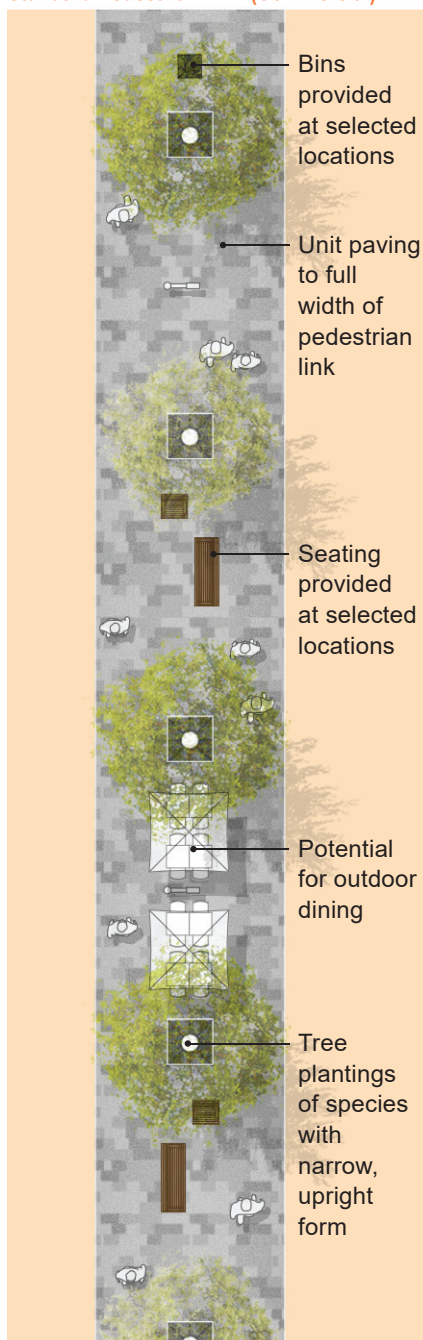 Bins
provided
at selected
locations
Unit paving
to full
width of
pedestrian
link
Seating
provided
at selected
locations
Potential
for outdoor
dining
Tree
plantings
of species
with
narrow,
upright
form